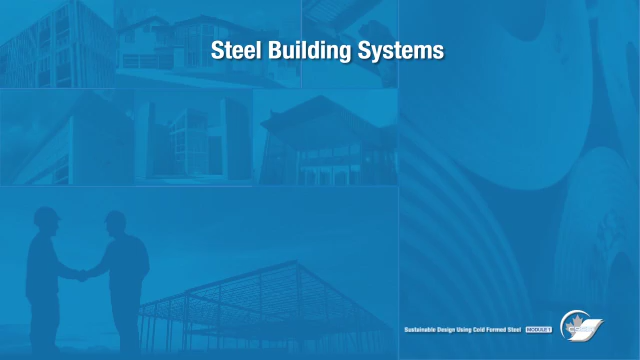 Steel Building Systems
Sustainable Design Using Cold Formed Steel MODULE 1